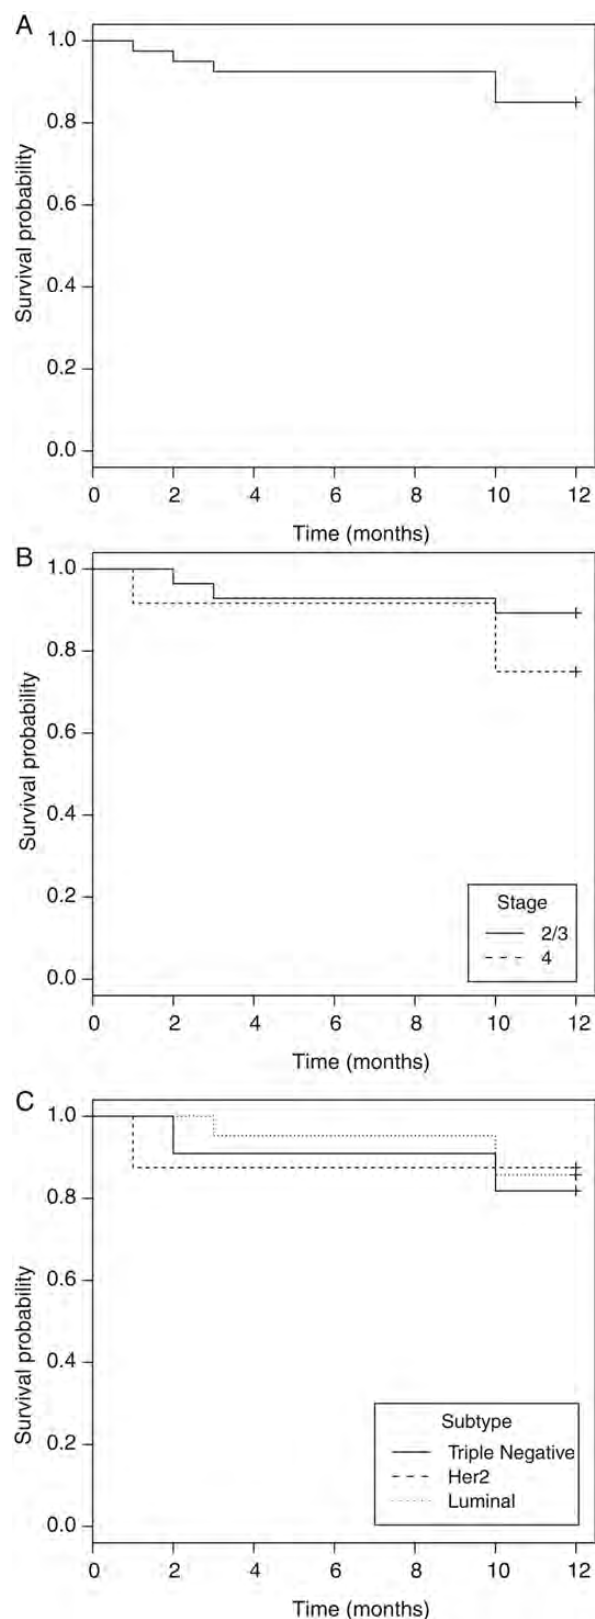 A
1.0
0.8
0.6
0.4
0.2
0.0
Survival probability
0 2 4 6 8 10 12
Time (months)
B
1.0
0.8
0.6
0.4
0.2
0.0
Survival probability
Stage
2/3
4
0 2 4 6 8 10 12
Time (months)
C
1.0
0.8
0.6
0.4
0.2
0.0
Survival probability
Subtype
Triple Negative
Her2
Luminal
0 2 4 6 8 10 12
Time (months)